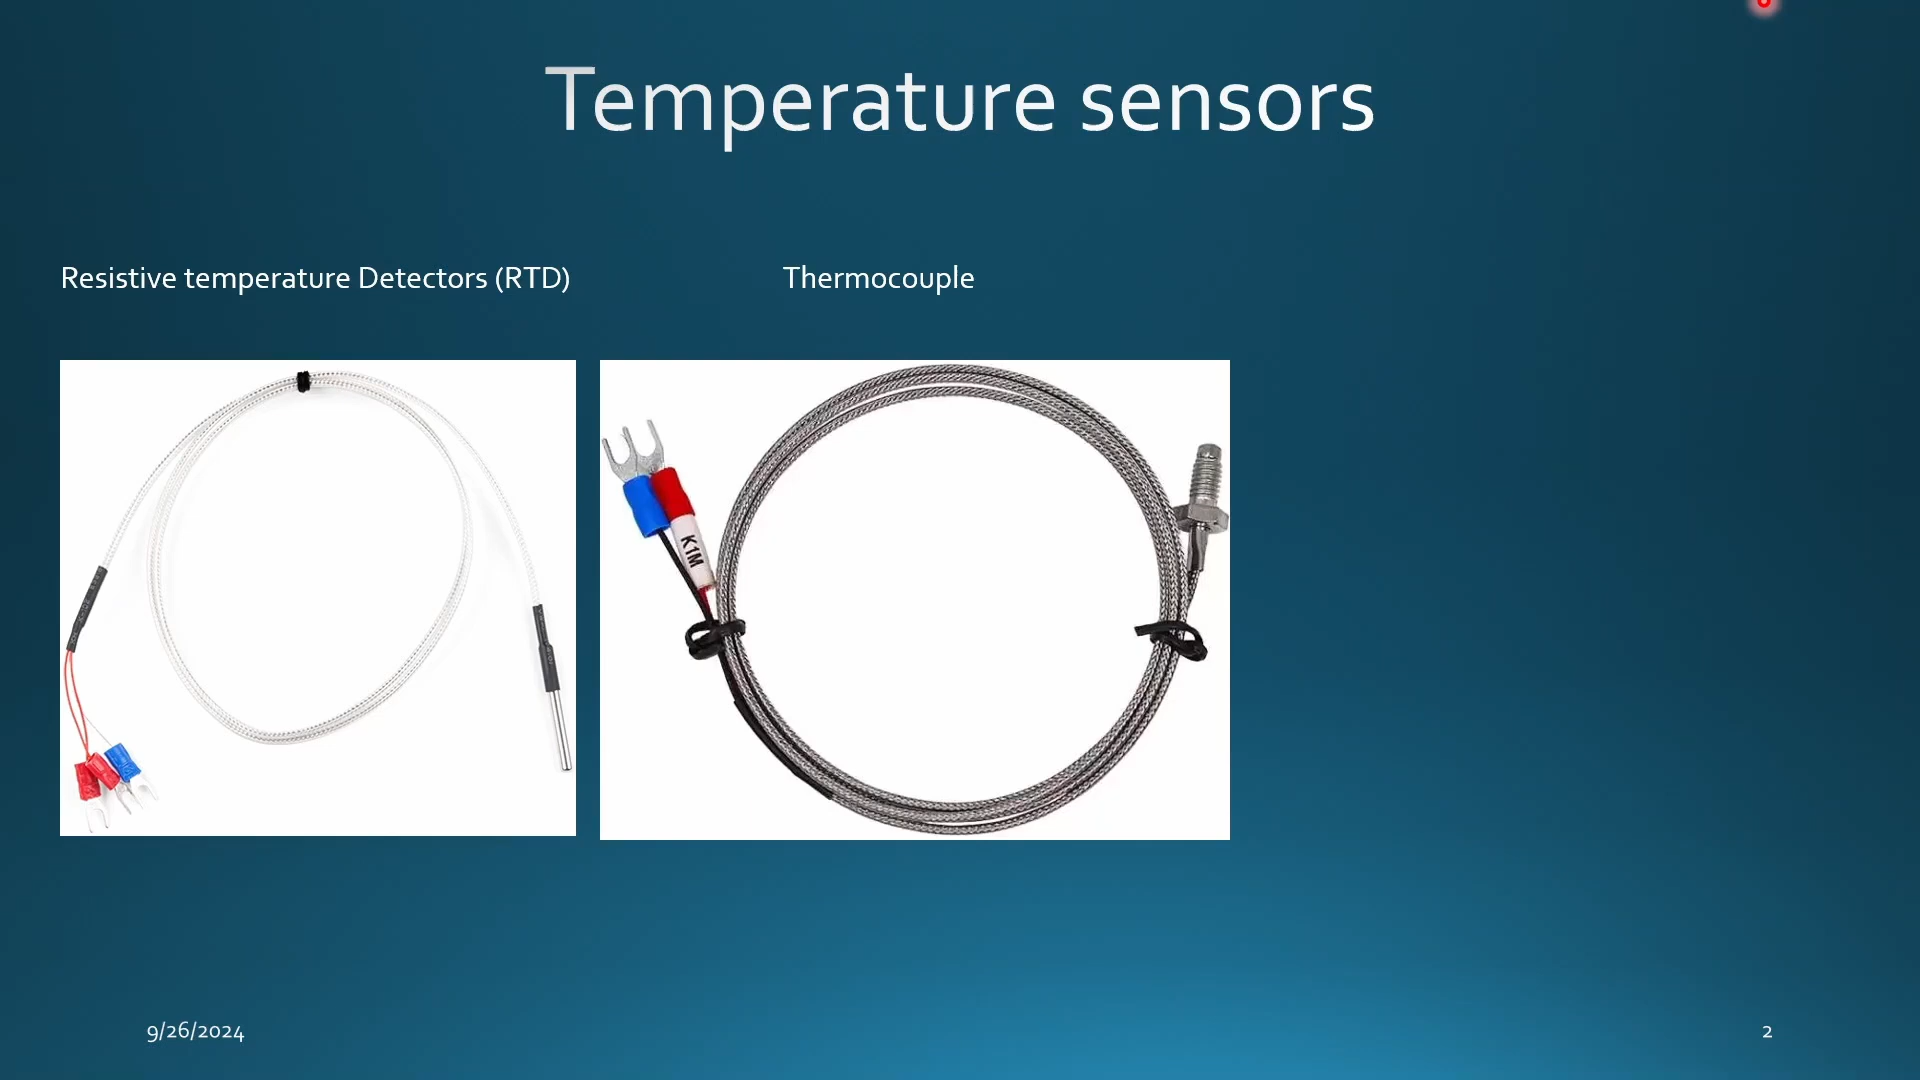 Temperature sensors
Resistive temperature Detectors (RTD)
Thermocouple
K1M
9/26/2024
2